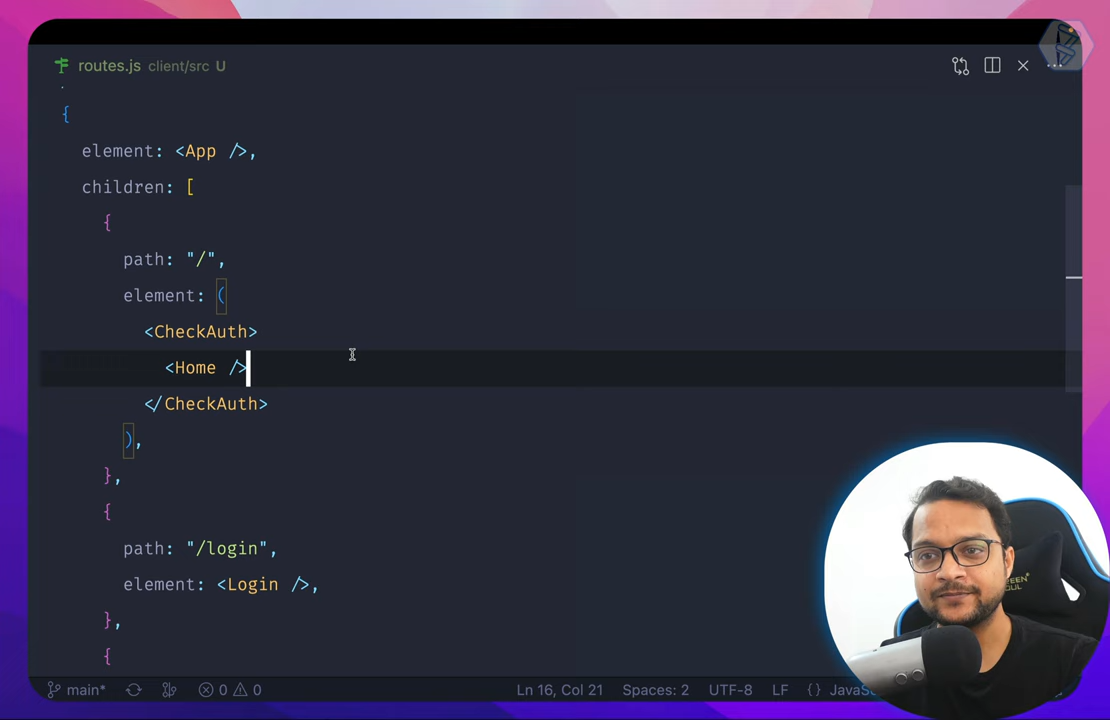 routes.js client/src U
{
element: <App />,
children: [
{
path: "/",
element: (
<CheckAuth>
<Home />
</CheckAuth>
),
},
{
path: "/login",
element: <Login />,
},
{
main* 0 0 Ln 16, Col 21 Spaces: 2 UTF-8 LF {}